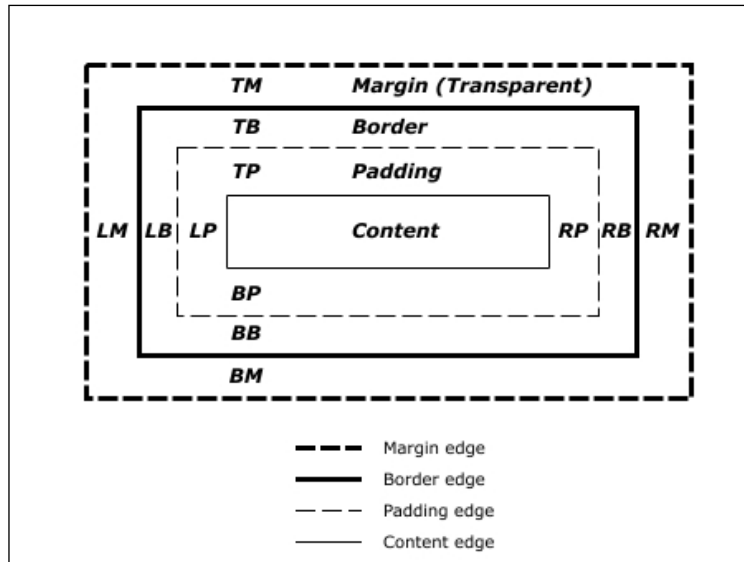 TM Margin (Transparent)
TB Border
TP Padding
LM LB LP Content RP RB RM
BP
BB
BM
Margin edge
Border edge
Padding edge
Content edge